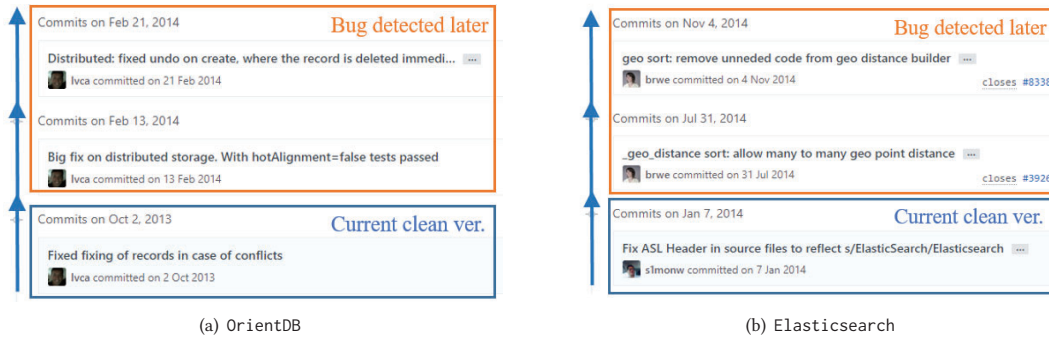 Commits on Feb 21, 2014
Bug detected later
Distributed: fixed undo on create, where the record is deleted immedi... ...
lvca committed on 21 Feb 2014
Commits on Feb 13, 2014
Big fix on distributed storage. With hotAlignment=false tests passed
lvca committed on 13 Feb 2014
Commits on Oct 2, 2013
Current clean ver.
Fixed fixing of records in case of conflicts
lvca committed on 2 Oct 2013
(a) OrientDB
Commits on Nov 4, 2014
Bug detected later
geo sort: remove unneded code from geo distance builder ...
brwe committed on 4 Nov 2014
closes #8338
Commits on Jul 31, 2014
_geo_distance sort: allow many to many geo point distance ...
brwe committed on 31 Jul 2014
closes #3926
Commits on Jan 7, 2014
Current clean ver.
Fix ASL Header in source files to reflect s/ElasticSearch/Elasticsearch ...
s1monw committed on 7 Jan 2014
(b) Elasticsearch